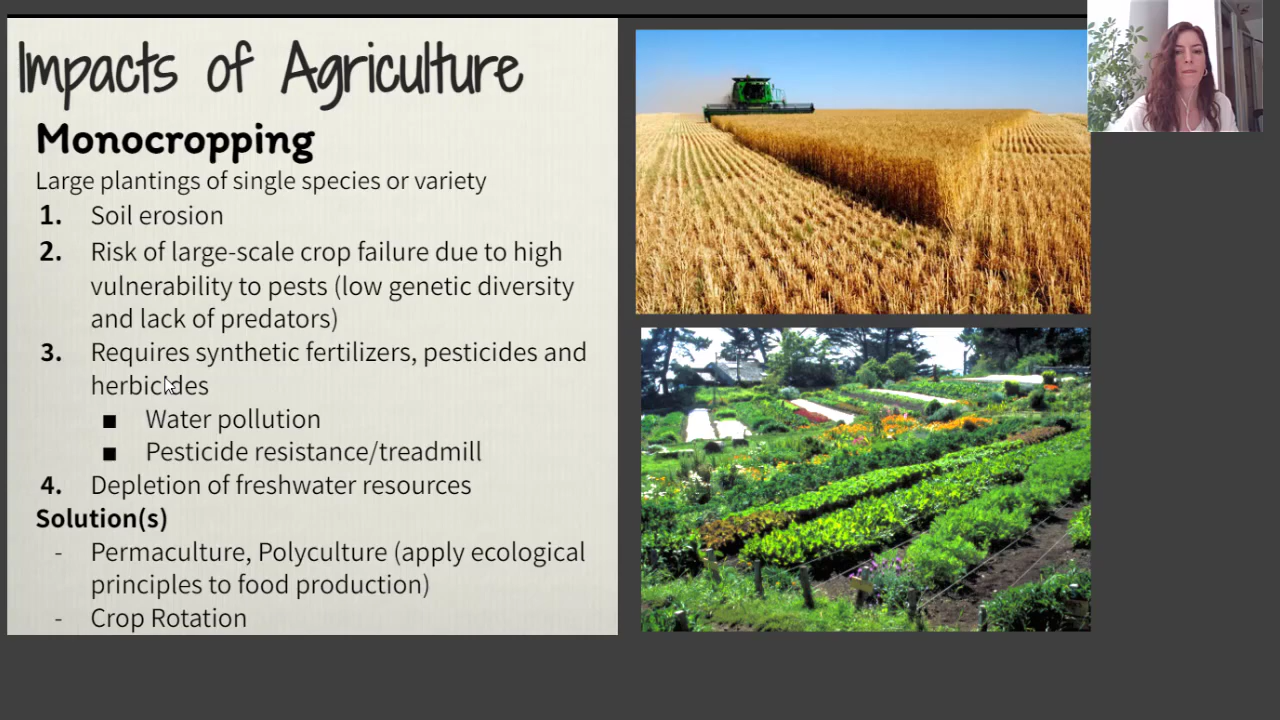 Impacts of Agriculture
Monocropping
Large plantings of single species or variety
1. Soil erosion
2. Risk of large-scale crop failure due to high
vulnerability to pests (low genetic diversity
and lack of predators)
3. Requires synthetic fertilizers, pesticides and
herbicides
■ Water pollution
■ Pesticide resistance/treadmill
4. Depletion of freshwater resources
Solution(s)
- Permaculture, Polyculture (apply ecological
principles to food production)
- Crop Rotation